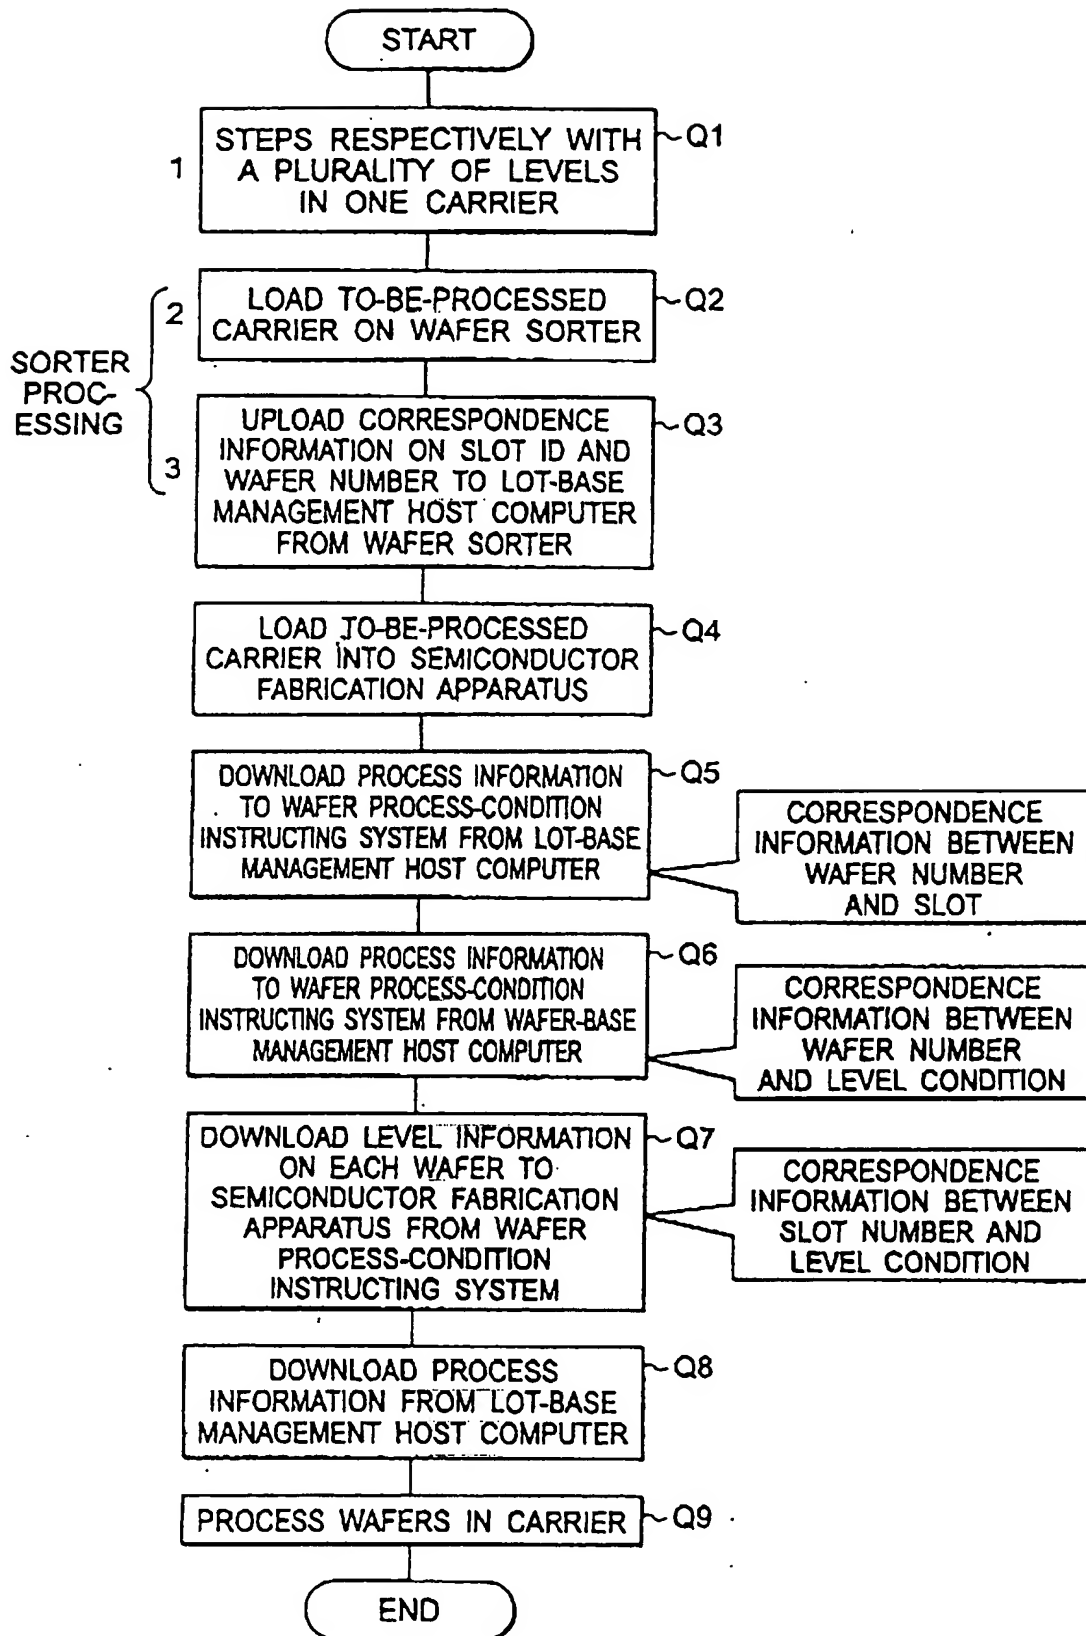 START
STEPS RESPECTIVELY WITH
A PLURALITY OF LEVELS
IN ONE CARRIER
Q1
1
LOAD TO-BE-PROCESSED
CARRIER ON WAFER SORTER
Q2
2
SORTER
PROC-
ESSING
UPLOAD CORRESPONDENCE
INFORMATION ON SLOT ID AND
WAFER NUMBER TO LOT-BASE
MANAGEMENT HOST COMPUTER
FROM WAFER SORTER
Q3
3
LOAD TO-BE-PROCESSED
CARRIER INTO SEMICONDUCTOR
FABRICATION APPARATUS
Q4
DOWNLOAD PROCESS INFORMATION
TO WAFER PROCESS-CONDITION
INSTRUCTING SYSTEM FROM LOT-BASE
MANAGEMENT HOST COMPUTER
Q5
CORRESPONDENCE
INFORMATION BETWEEN
WAFER NUMBER
AND SLOT
DOWNLOAD PROCESS INFORMATION
TO WAFER PROCESS-CONDITION
INSTRUCTING SYSTEM FROM WAFER-BASE
MANAGEMENT HOST COMPUTER
Q6
CORRESPONDENCE
INFORMATION BETWEEN
WAFER NUMBER
AND LEVEL CONDITION
DOWNLOAD LEVEL INFORMATION
ON EACH WAFER TO
SEMICONDUCTOR FABRICATION
APPARATUS FROM WAFER
PROCESS-CONDITION
INSTRUCTING SYSTEM
Q7
CORRESPONDENCE
INFORMATION BETWEEN
SLOT NUMBER AND
LEVEL CONDITION
DOWNLOAD PROCESS
INFORMATION FROM LOT-BASE
MANAGEMENT HOST COMPUTER
Q8
PROCESS WAFERS IN CARRIER
Q9
END